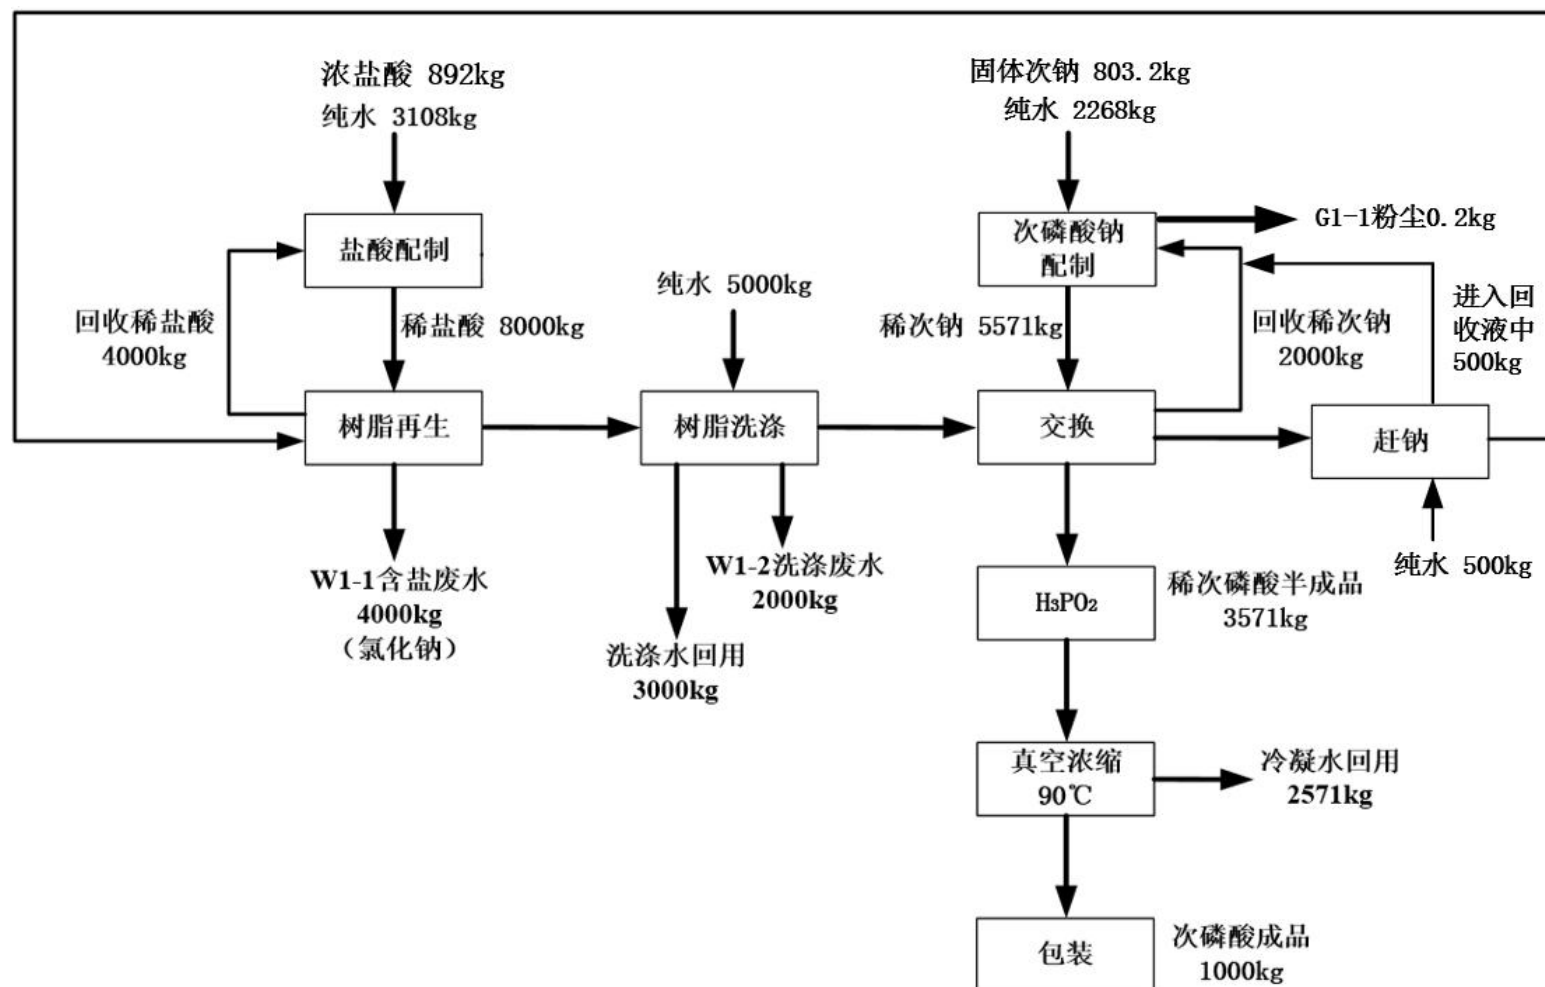 浓盐酸 892kg
纯水 3108kg
盐酸配制
回收稀盐酸
4000kg
稀盐酸 8000kg
树脂再生
W1-1含盐废水
4000kg
（氯化钠）
纯水 5000kg
树脂洗涤
W1-2洗涤废水
2000kg
洗涤水回用
3000kg
固体次钠 803.2kg
纯水 2268kg
次磷酸钠
配制
G1-1粉尘0.2kg
稀次钠 5571kg
回收稀次钠
2000kg
进入回
收液中
500kg
交换
赶钠
纯水 500kg
H₃PO₂
稀次磷酸半成品
3571kg
真空浓缩
90℃
冷凝水回用
2571kg
包装
次磷酸成品
1000kg